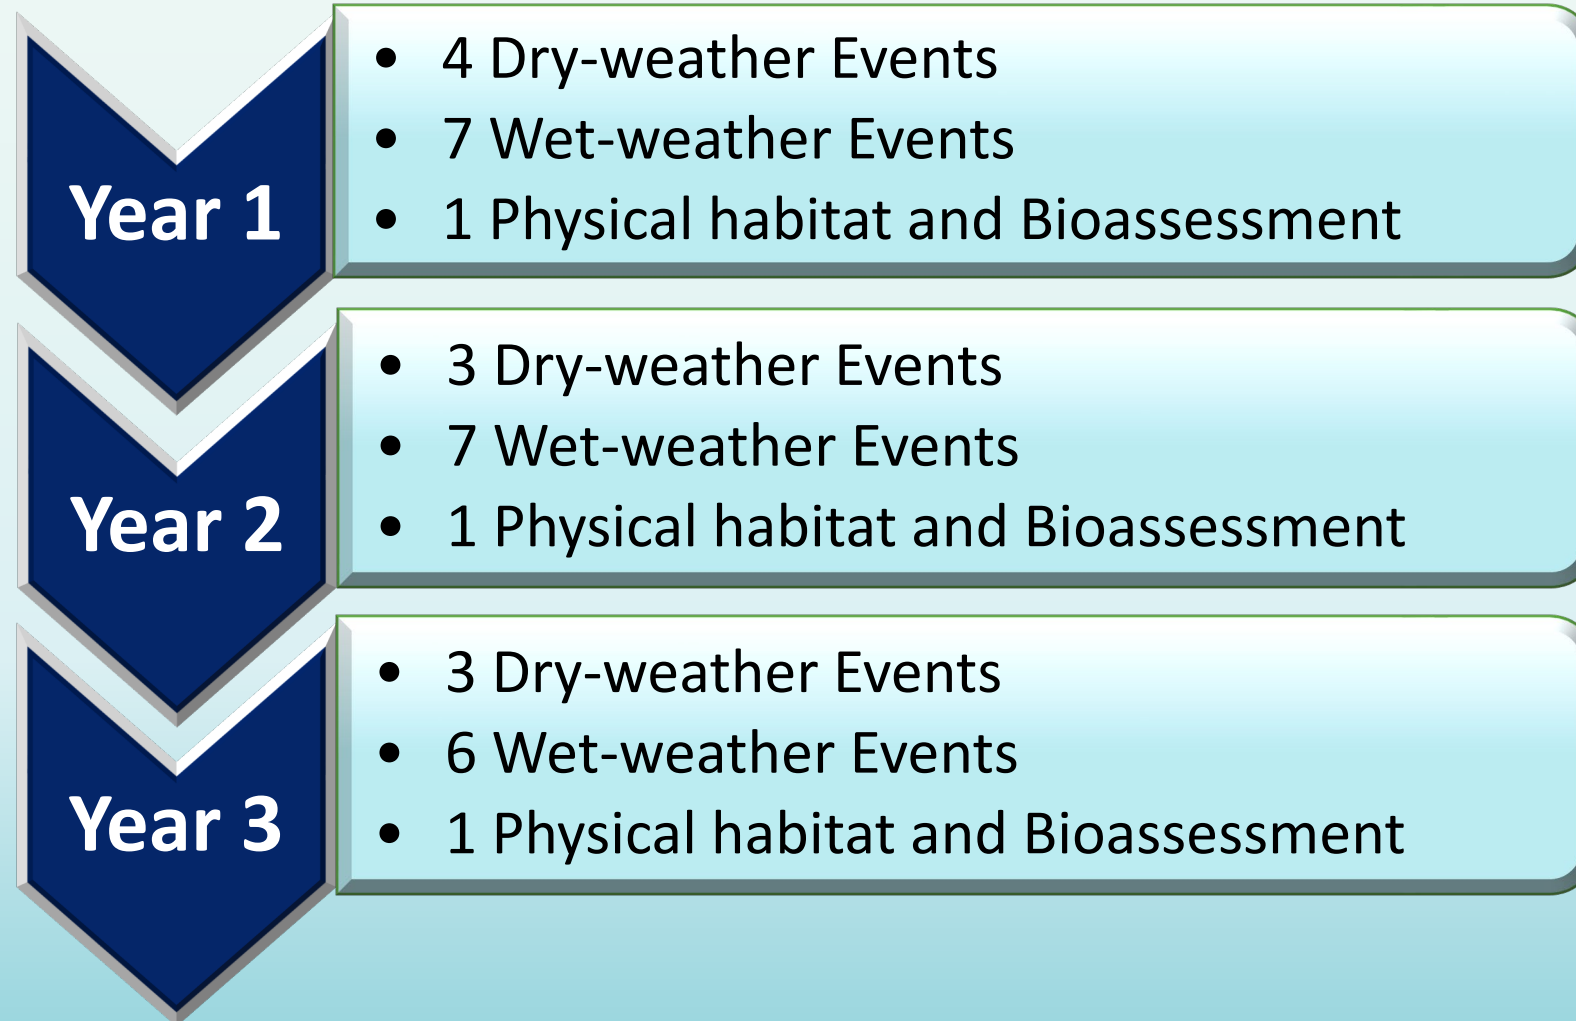 Year 1
• 4 Dry-weather Events
• 7 Wet-weather Events
• 1 Physical habitat and Bioassessment
Year 2
• 3 Dry-weather Events
• 7 Wet-weather Events
• 1 Physical habitat and Bioassessment
Year 3
• 3 Dry-weather Events
• 6 Wet-weather Events
• 1 Physical habitat and Bioassessment